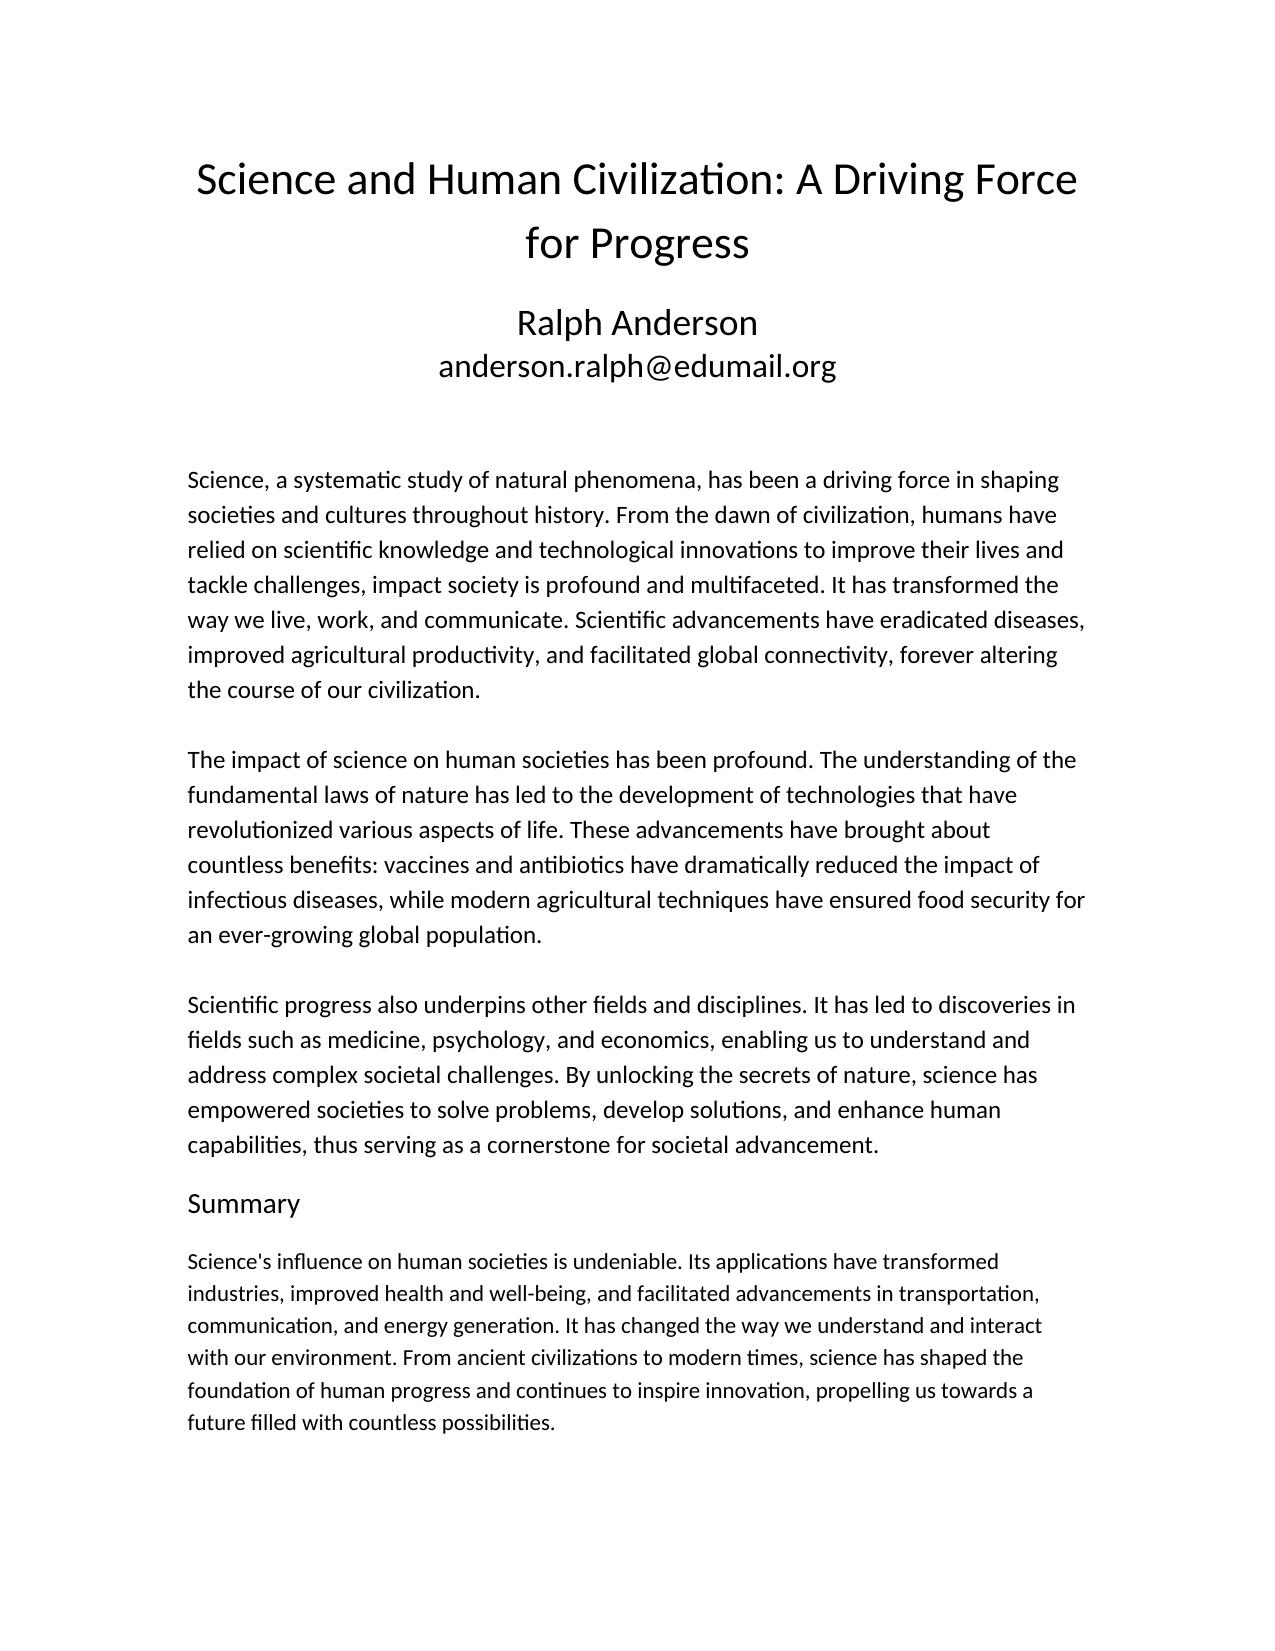 Science and Human Civilization: A Driving Force
for Progress
Ralph Anderson
anderson.ralph@edumail.org
Science, a systematic study of natural phenomena, has been a driving force in shaping
societies and cultures throughout history. From the dawn of civilization, humans have
relied on scientific knowledge and technological innovations to improve their lives and
tackle challenges, impact society is profound and multifaceted. It has transformed the
way we live, work, and communicate. Scientific advancements have eradicated diseases,
improved agricultural productivity, and facilitated global connectivity, forever altering
the course of our civilization.
The impact of science on human societies has been profound. The understanding of the
fundamental laws of nature has led to the development of technologies that have
revolutionized various aspects of life. These advancements have brought about
countless benefits: vaccines and antibiotics have dramatically reduced the impact of
infectious diseases, while modern agricultural techniques have ensured food security for
an ever-growing global population.
Scientific progress also underpins other fields and disciplines. It has led to discoveries in
fields such as medicine, psychology, and economics, enabling us to understand and
address complex societal challenges. By unlocking the secrets of nature, science has
empowered societies to solve problems, develop solutions, and enhance human
capabilities, thus serving as a cornerstone for societal advancement.
Summary
Science's influence on human societies is undeniable. Its applications have transformed
industries, improved health and well-being, and facilitated advancements in transportation,
communication, and energy generation. It has changed the way we understand and interact
with our environment. From ancient civilizations to modern times, science has shaped the
foundation of human progress and continues to inspire innovation, propelling us towards a
future filled with countless possibilities.